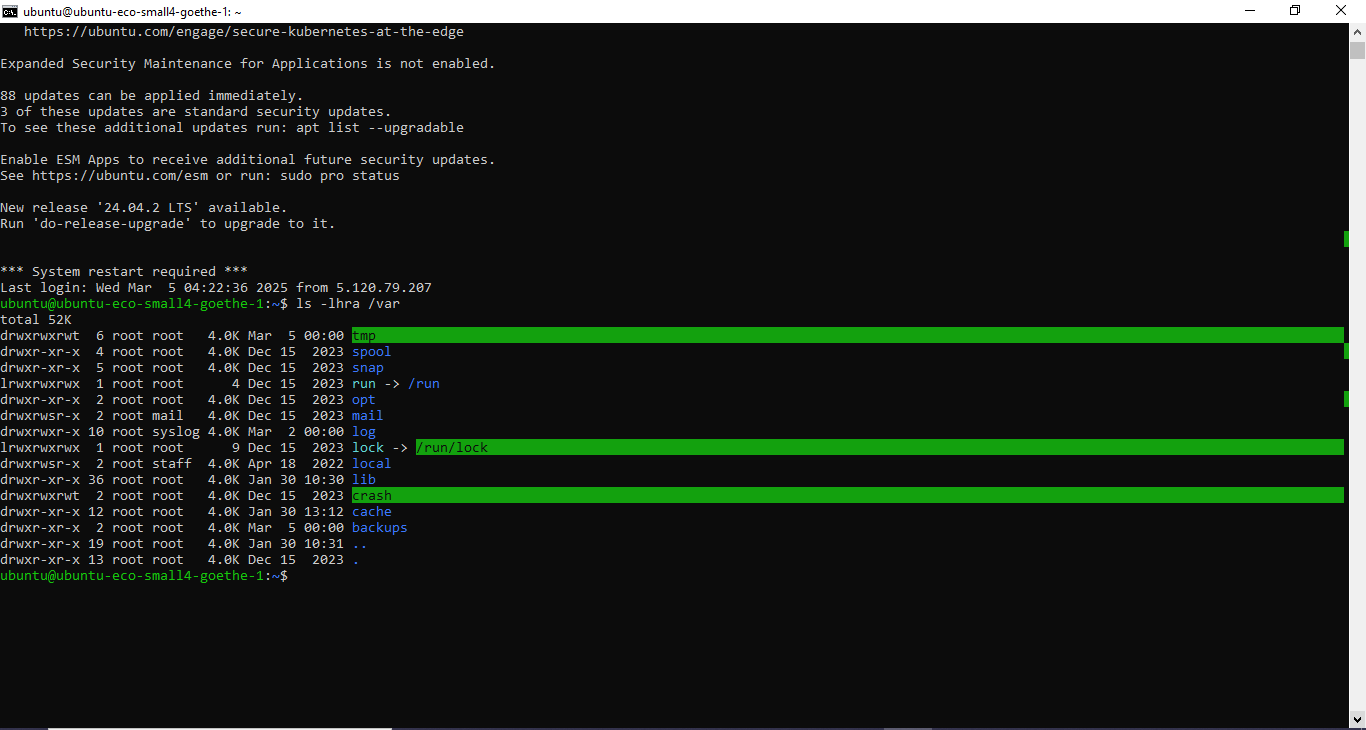 ubuntu@ubuntu-eco-small4-goethe-1: ~
https://ubuntu.com/engage/secure-kubernetes-at-the-edge
Expanded Security Maintenance for Applications is not enabled.
88 updates can be applied immediately.
3 of these updates are standard security updates.
To see these additional updates run: apt list --upgradable
Enable ESM Apps to receive additional future security updates.
See https://ubuntu.com/esm or run: sudo pro status
New release '24.04.2 LTS' available.
Run 'do-release-upgrade' to upgrade to it.
*** System restart required ***
Last login: Wed Mar  5 04:22:36 2025 from 5.120.79.207
ubuntu@ubuntu-eco-small4-goethe-1:~$ ls -lhra /var
total 52K
drwxrwxrwt  6 root root   4.0K Mar  5 00:00 tmp
drwxr-xr-x  4 root root   4.0K Dec 15  2023 spool
drwxr-xr-x  5 root root   4.0K Dec 15  2023 snap
lrwxrwxrwx  1 root root      4 Dec 15  2023 run -> /run
drwxr-xr-x  2 root root   4.0K Dec 15  2023 opt
drwxrwsr-x  2 root mail   4.0K Dec 15  2023 mail
drwxrwxr-x 10 root syslog 4.0K Mar  2 00:00 log
lrwxrwxrwx  1 root root      9 Dec 15  2023 lock -> /run/lock
drwxrwsr-x  2 root staff  4.0K Apr 18  2022 local
drwxr-xr-x 36 root root   4.0K Jan 30 10:30 lib
drwxrwxrwt  2 root root   4.0K Dec 15  2023 crash
drwxr-xr-x 12 root root   4.0K Jan 30 13:12 cache
drwxr-xr-x  2 root root   4.0K Mar  5 00:00 backups
drwxr-xr-x 19 root root   4.0K Jan 30 10:31 ..
drwxr-xr-x 13 root root   4.0K Dec 15  2023 .
ubuntu@ubuntu-eco-small4-goethe-1:~$